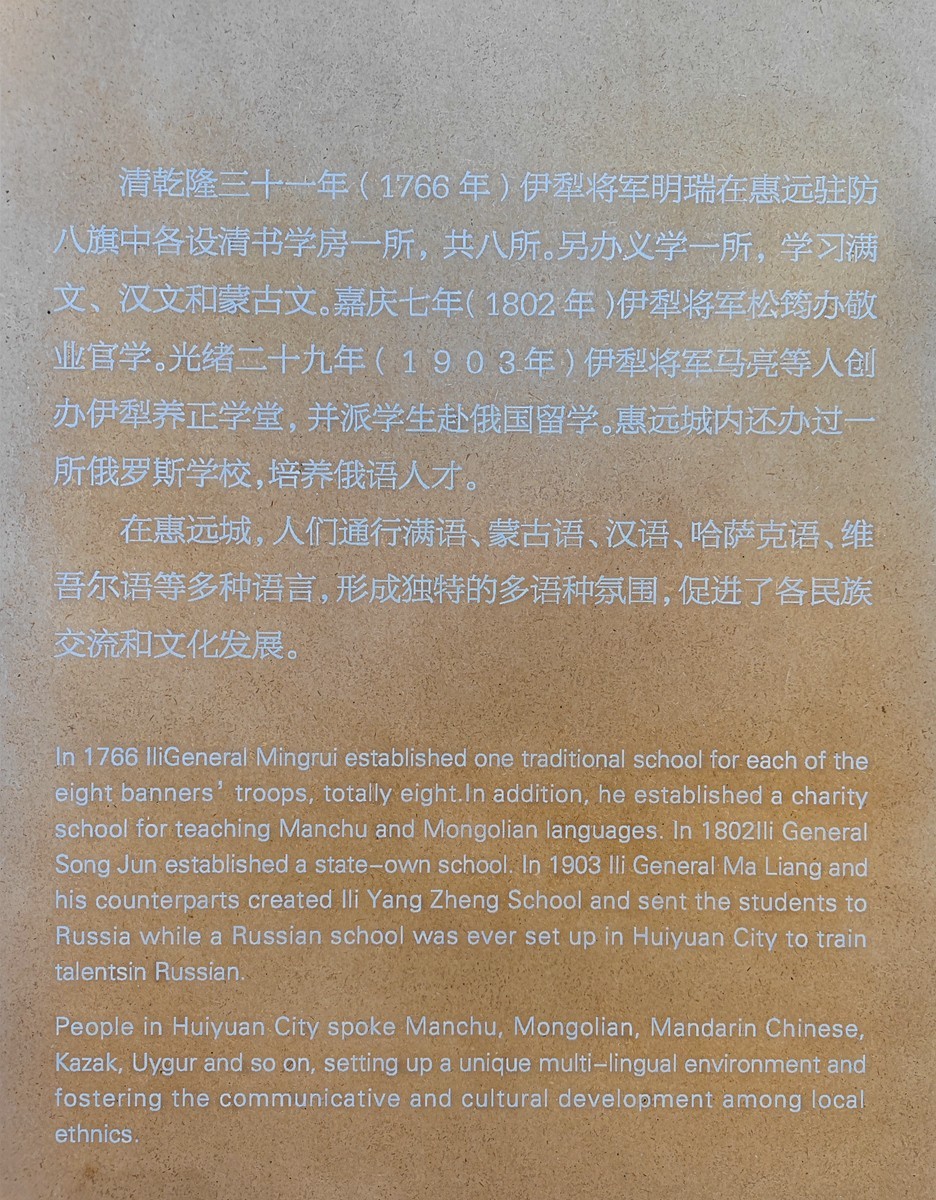 清乾隆三十一年(1766年)伊犁将军明瑞在惠远驻防
八旗中各设清书学房一所，共八所。另办义学一所，学习满
文、汉文和蒙古文。嘉庆七年(1802年)伊犁将军松筠办敬
业官学。光绪二十九年(1903年)伊犁将军马亮等人创
办伊犁养正学堂，并派学生赴俄国留学。惠远城内还办过一
所俄罗斯学校，培养俄语人才。
在惠远城，人们通行满语、蒙古语、汉语、哈萨克语、维
吾尔语等多种语言，形成独特的多语种氛围，促进了各民族
交流和文化发展。
In 1766 IliGeneral Mingrui established one traditional school for each of the
eight banners' troops, totally eight.In addition, he established a charity
school for teaching Manchu and Mongolian languages. In 1802Ili General
Song Jun established a state-own school. In 1903 Ili General Ma Liang and
his counterparts created Ili Yang Zheng School and sent the students to
Russia while a Russian school was ever set up in Huiyuan City to train
talentsin Russian.
People in Huiyuan City spoke Manchu, Mongolian, Mandarin Chinese,
Kazak, Uygur and so on, setting up a unique multi-lingual environment and
fostering the communicative and cultural development among local
ethnics.